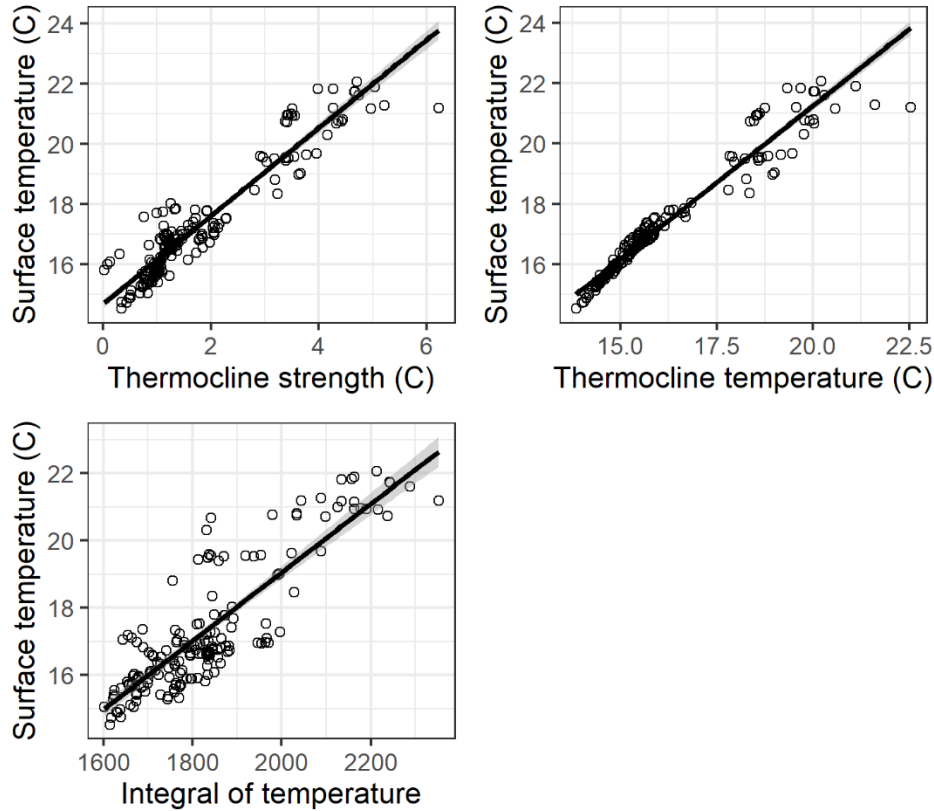 Surface temperature (C)
24
22
20
18
16
0 2 4 6
Thermocline strength (C)
Surface temperature (C)
24
22
20
18
16
15.0 17.5 20.0 22.5
Thermocline temperature (C)
Surface temperature (C)
22
20
18
16
1600 1800 2000 2200
Integral of temperature